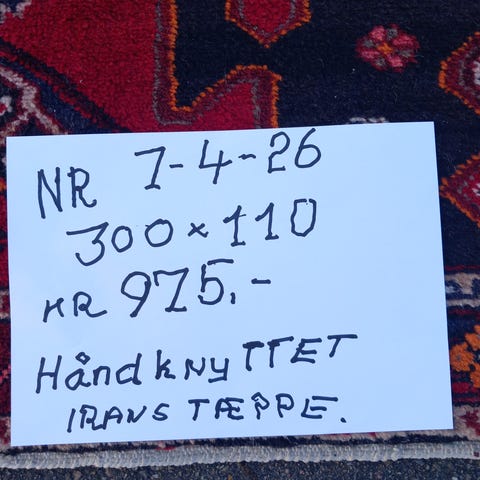 NR 7-4-26
300 x 110
KR 975.-
Håndknyttet
IRANS TÆPPE.